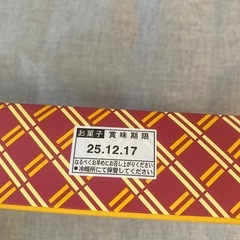 お菓子 賞味期限
25.12.17
なるべくお早めにお召し上がりください
●冷暗所にて保管してください